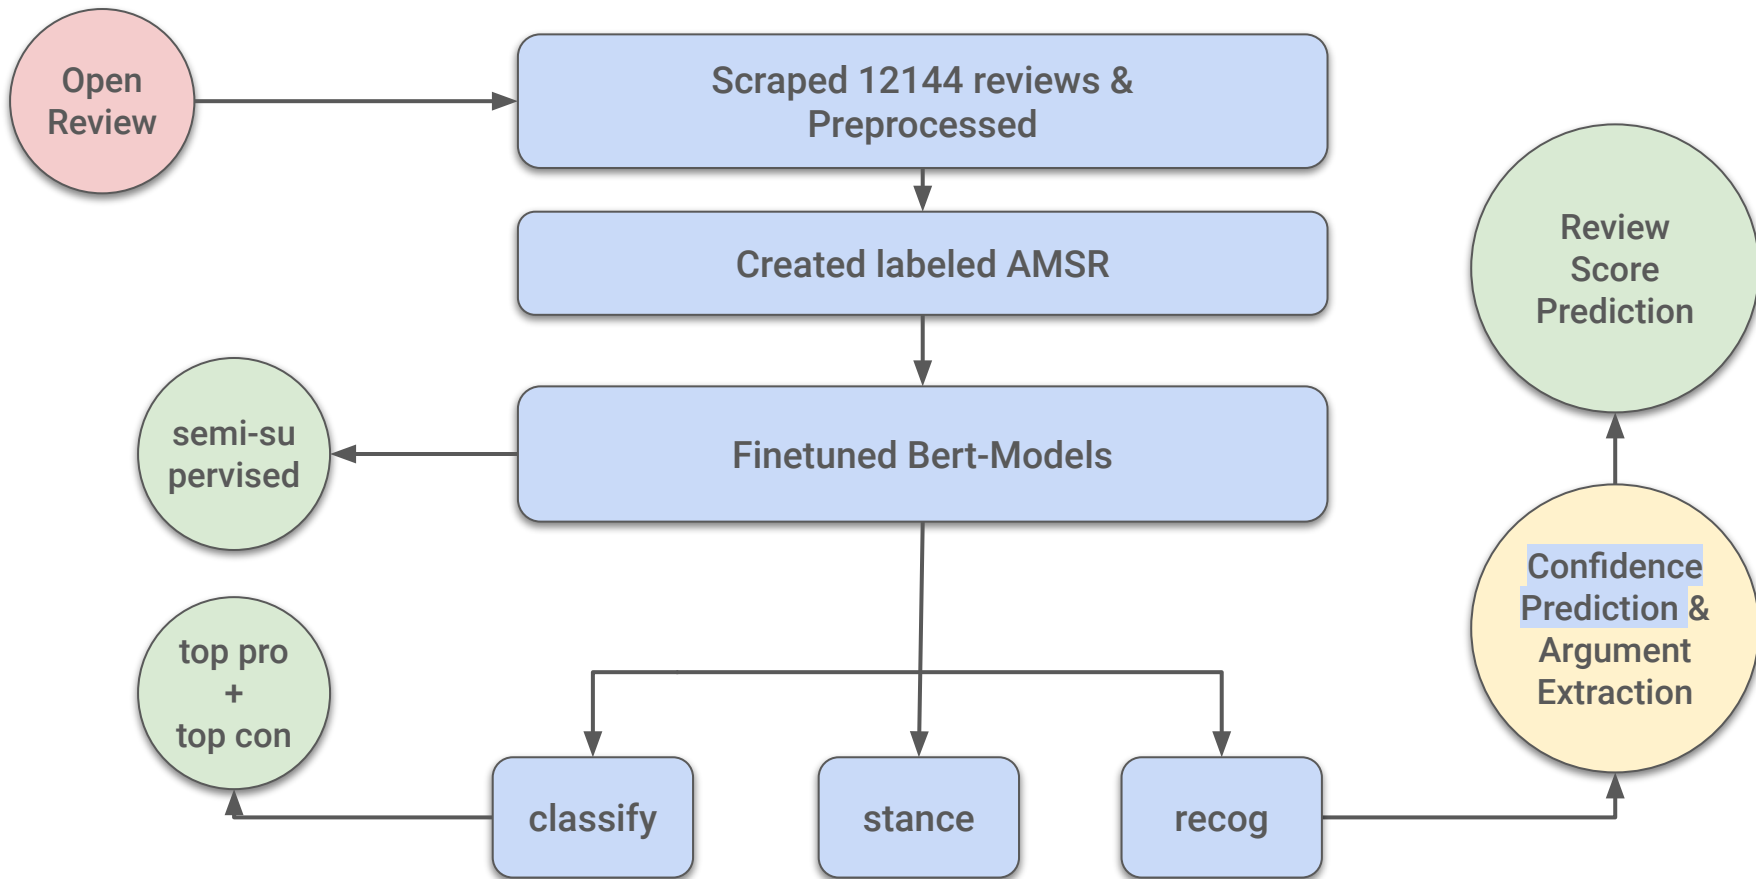 Open
Review
Scraped 12144 reviews &
Preprocessed
Created labeled AMSR
Review
Score
Prediction
semi-su
pervised
Finetuned Bert-Models
Confidence
Prediction &
Argument
Extraction
top pro
+
top con
classify
stance
recog